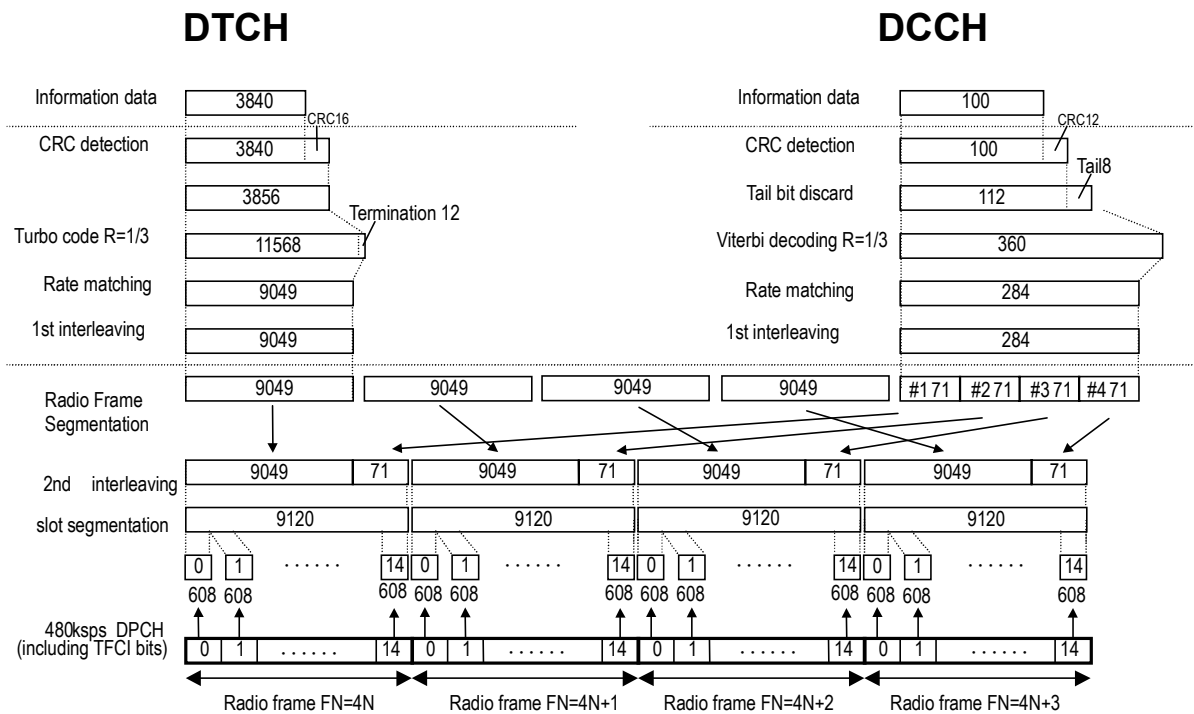 DTCH DCCH
Information data 3840 Information data 100
CRC16 CRC12
CRC detection 3840 CRC detection 100
Tail8
3856 Tail bit discard 112
Termination 12
Turbo code R=1/3 11568 Viterbi decoding R=1/3 360
Rate matching 9049 Rate matching 284
1st interleaving 9049 1st interleaving 284
Radio Frame Segmentation 9049 9049 9049 9049 #1 71 #2 71 #3 71 #4 71
2nd interleaving 9049 71 9049 71 9049 71 9049 71
slot segmentation 9120 9120 9120 9120
0 1 ······ 14 0 1 ······ 14 0 1 ······ 14 0 1 ······ 14
608 608 608 608 608 608 608 608 608 608 608 608
480ksps DPCH
(including TFCI bits) 0 1 ······ 14 0 1 ······ 14 0 1 ······ 14 0 1 ······ 14
Radio frame FN=4N Radio frame FN=4N+1 Radio frame FN=4N+2 Radio frame FN=4N+3